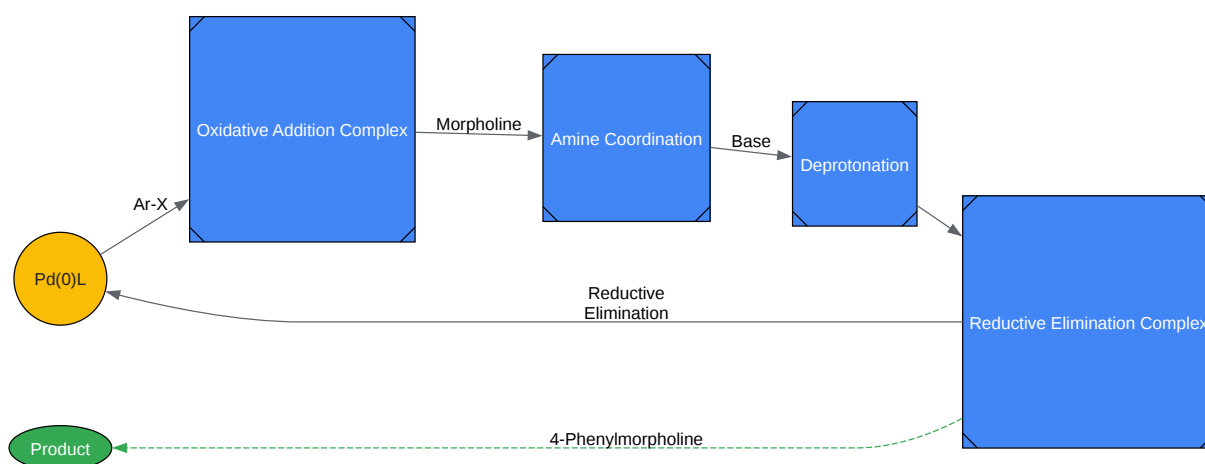 Oxidative Addition Complex
Morpholine
Amine Coordination
Base
Deprotonation
Ar-X
Pd(0)L
Reductive
Elimination
Reductive Elimination Complex
4-Phenylmorpholine
Product